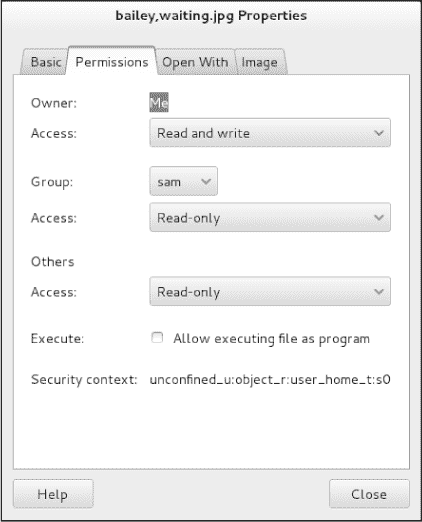 bailey,waiting.jpg Properties
Basic Permissions Open With Image
Owner: Me
Access: Read and write
Group: sam
Access: Read-only
Others
Access: Read-only
Execute: Allow executing file as program
Security context: unconfined_u:object_r:user_home_t:s0
Help Close